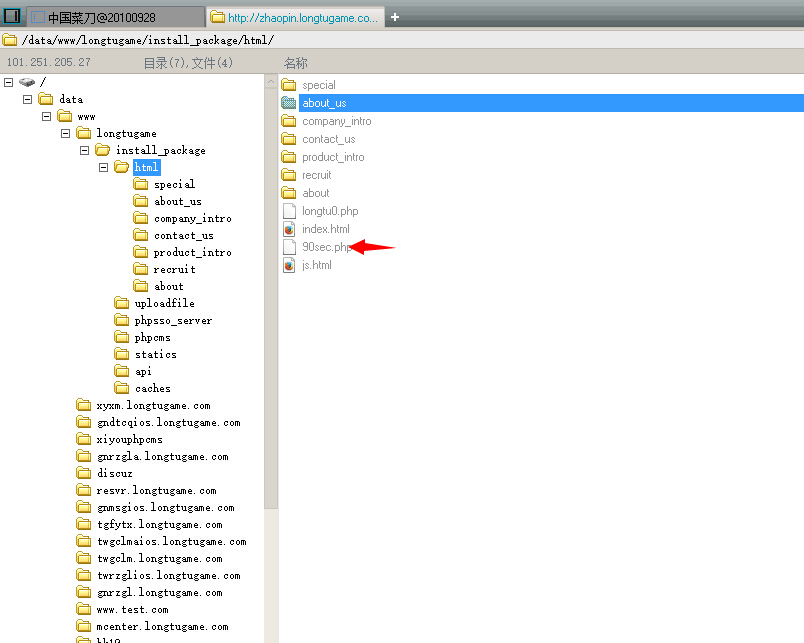 中国菜刀@20100928
http://zhaopin.longtugame.co...
/data/www/longtugame/install_package/html/
101.251.205.27 目录(7),文件(4) 名称
/
data
www
longtugame
install_package
html
special
about_us
company_intro
contact_us
product_intro
recruit
about
uploadfile
phpsso_server
phpcms
statics
api
caches
xyxm.longtugame.com
gndtcqios.longtugame.com
xiyouphpcms
gnrzgla.longtugame.com
discuz
resvr.longtugame.com
gnmsgios.longtugame.com
tgfytx.longtugame.com
twgclmaios.longtugame.com
twgclm.longtugame.com
twrzglios.longtugame.com
gnrzgl.longtugame.com
www.test.com
mcenter.longtugame.com
special
about_us
company_intro
contact_us
product_intro
recruit
about
longtu0.php
index.html
90sec.php
js.html